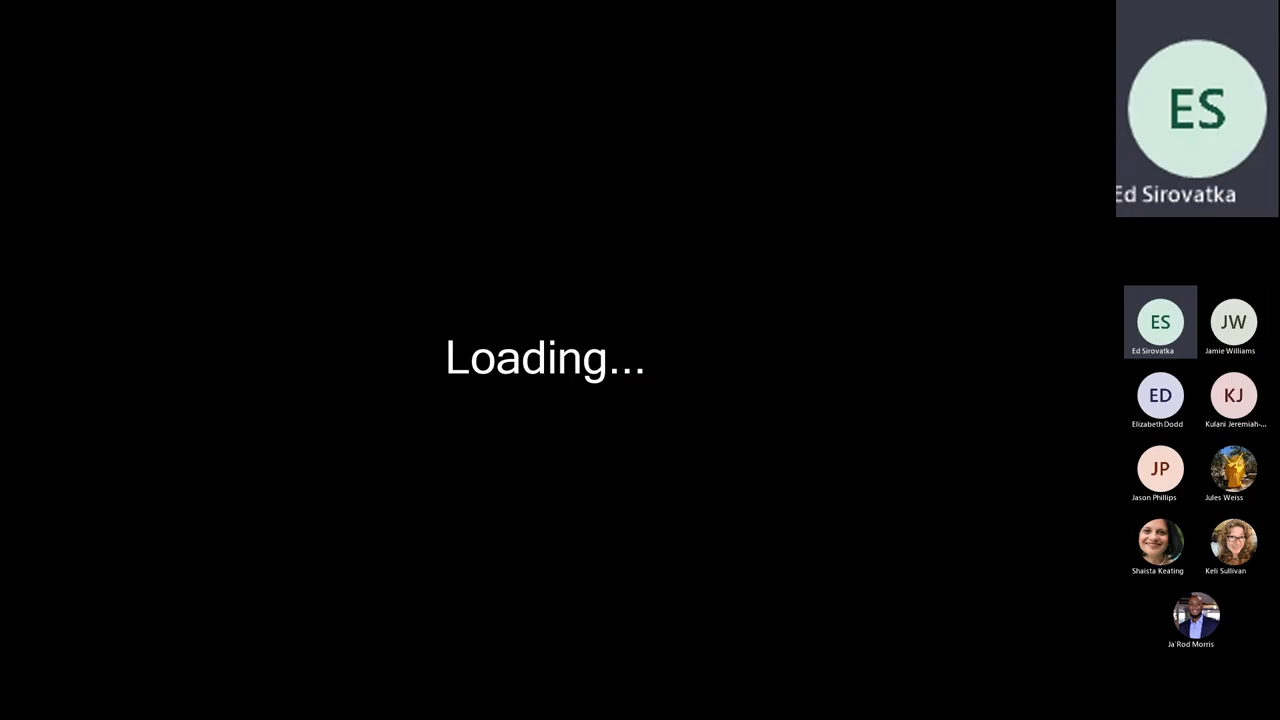 ES
Ed Sirovatka
Loading...
ES
JW
Ed Sirovatka
Jamie Williams
ED
KJ
Elizabeth Dodd
Kulani Jeremiah-...
JP
Jason Phillips
Jules Weiss
Shaista Keating
Keli Sullivan
Ja'Rod Morris